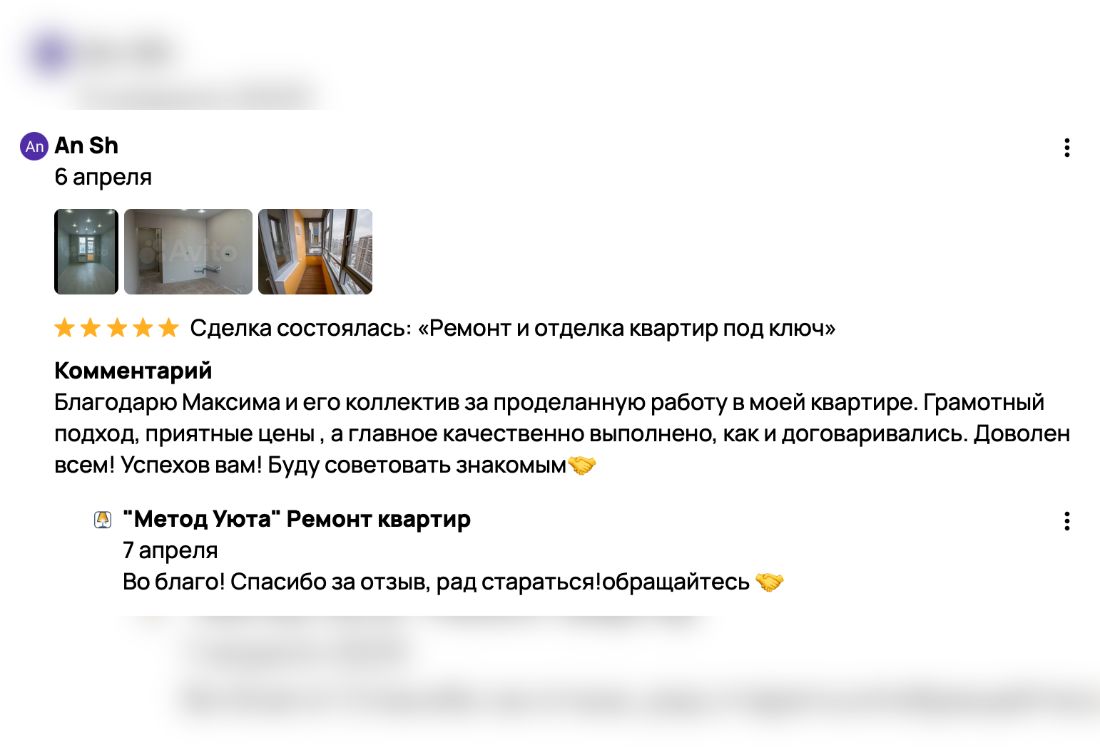 An An Sh
6 апреля
Avito
Сделка состоялась: «Ремонт и отделка квартир под ключ»
Комментарий
Благодарю Максима и его коллектив за проделанную работу в моей квартире. Грамотный
подход, приятные цены , а главное качественно выполнено, как и договаривались. Доволен
всем! Успехов вам! Буду советовать знакомым🤝
"Метод Уюта" Ремонт квартир
7 апреля
Во благо! Спасибо за отзыв, рад стараться!обращайтесь 🤝